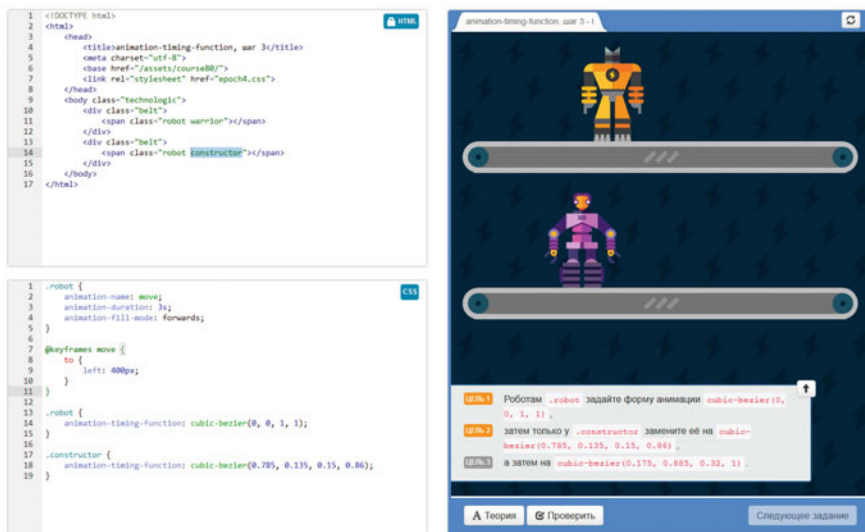 1 <!DOCTYPE html>
2 <html>
3 <head>
4 <title>animation-timing-function, шаг 3</title>
5 <meta charset="utf-8">
6 <base href="/assets/course80/">
7 <link rel="stylesheet" href="epoch4.css">
8 </head>
9 <body class="technologic">
10 <div class="belt">
11 <span class="robot warrior"></span>
12 </div>
13 <div class="belt">
14 <span class="robot constructor"></span>
15 </div>
16 </body>
17 </html>
HTML
1 .robot {
2 animation-name: move;
3 animation-duration: 3s;
4 animation-fill-mode: forwards;
5 }
6
7 @keyframes move {
8 to {
9 left: 400px;
10 }
11 }
12
13 .robot {
14 animation-timing-function: cubic-bezier(0, 0, 1, 1);
15 }
16
17 .constructor {
18 animation-timing-function: cubic-bezier(0.785, 0.135, 0.15, 0.86);
19 }
CSS
animation-timing-function, шаг 3 - I
ЦЕЛЬ 1 Роботам .robot задайте форму анимации cubic-bezier(0,
0, 1, 1) ,
ЦЕЛЬ 2 затем только у .constructor замените её на cubic-
bezier(0.785, 0.135, 0.15, 0.86) ,
ЦЕЛЬ 3 а затем на cubic-bezier(0.175, 0.885, 0.32, 1) .
Теория
Проверить
Следующее задание